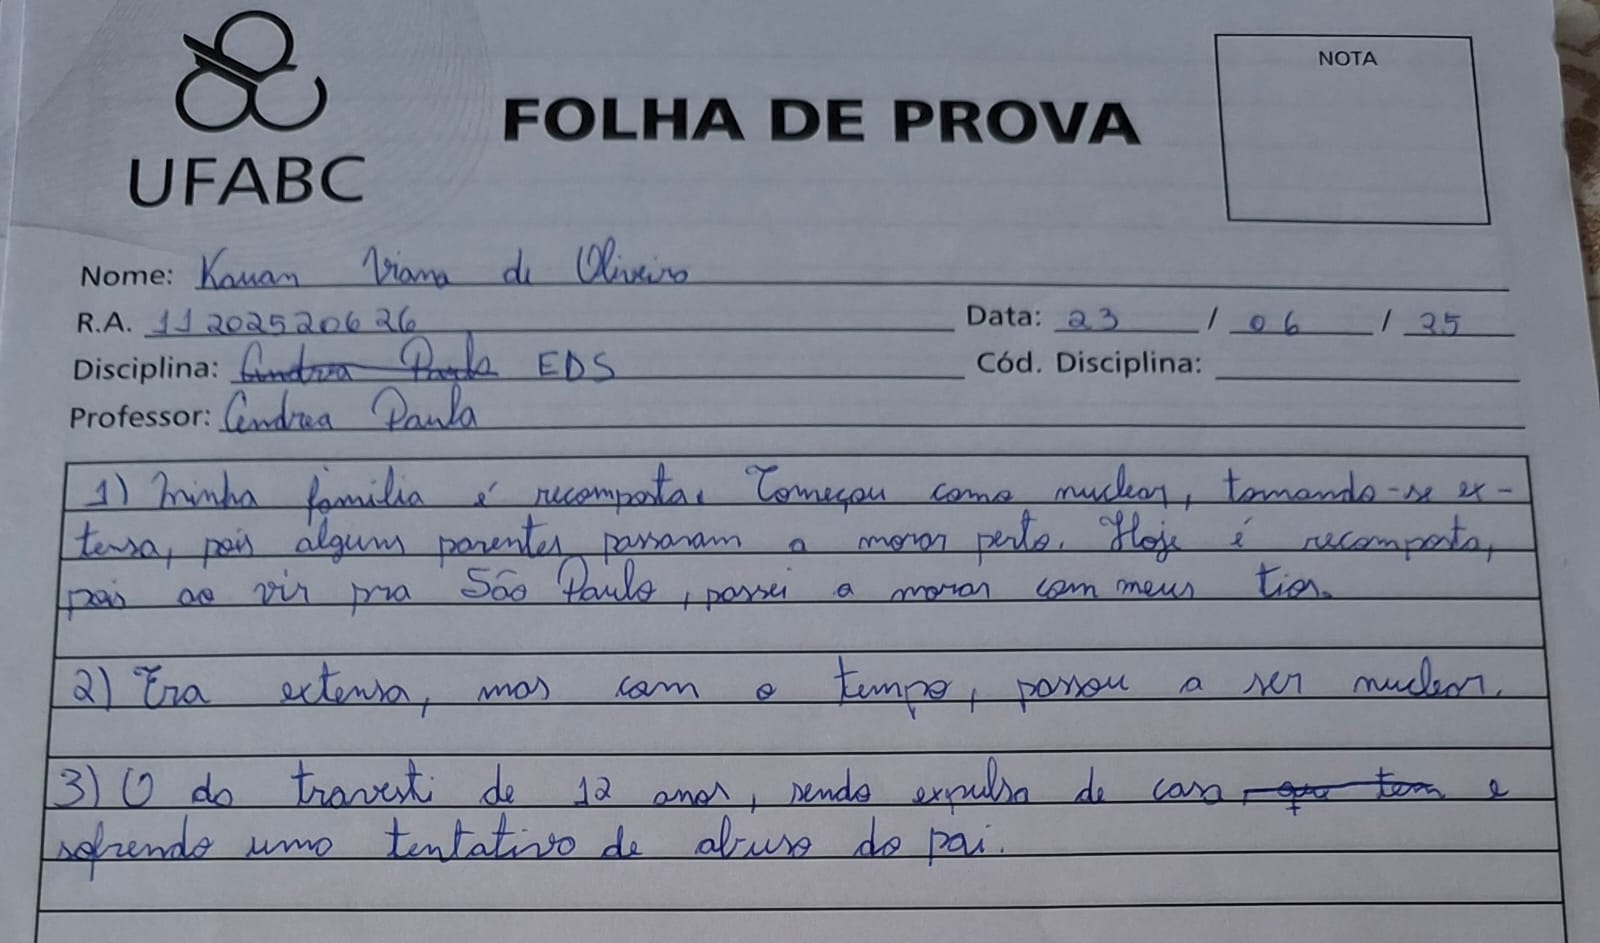 UFABC
FOLHA DE PROVA
NOTA
Nome: Kauan Viana de Oliveira
R.A. 11202520626
Data: 23 / 06 / 25
Disciplina: Andrea Paula EDS
Cód. Disciplina:
Professor: Andrea Paula
1) Minha família é recomposta. Começou como nuclear, tornando-se ex-
tensa, pois alguns parentes passaram a morar perto. Hoje é recomposta,
pois ao vir pra São Paulo, passei a morar com meus tios.
2) Era extensa, mas com o tempo, passou a ser nuclear.
3) O da travesti de 12 anos, sendo expulsa de casa, que tem e
sofrendo uma tentativa de abuso do pai.